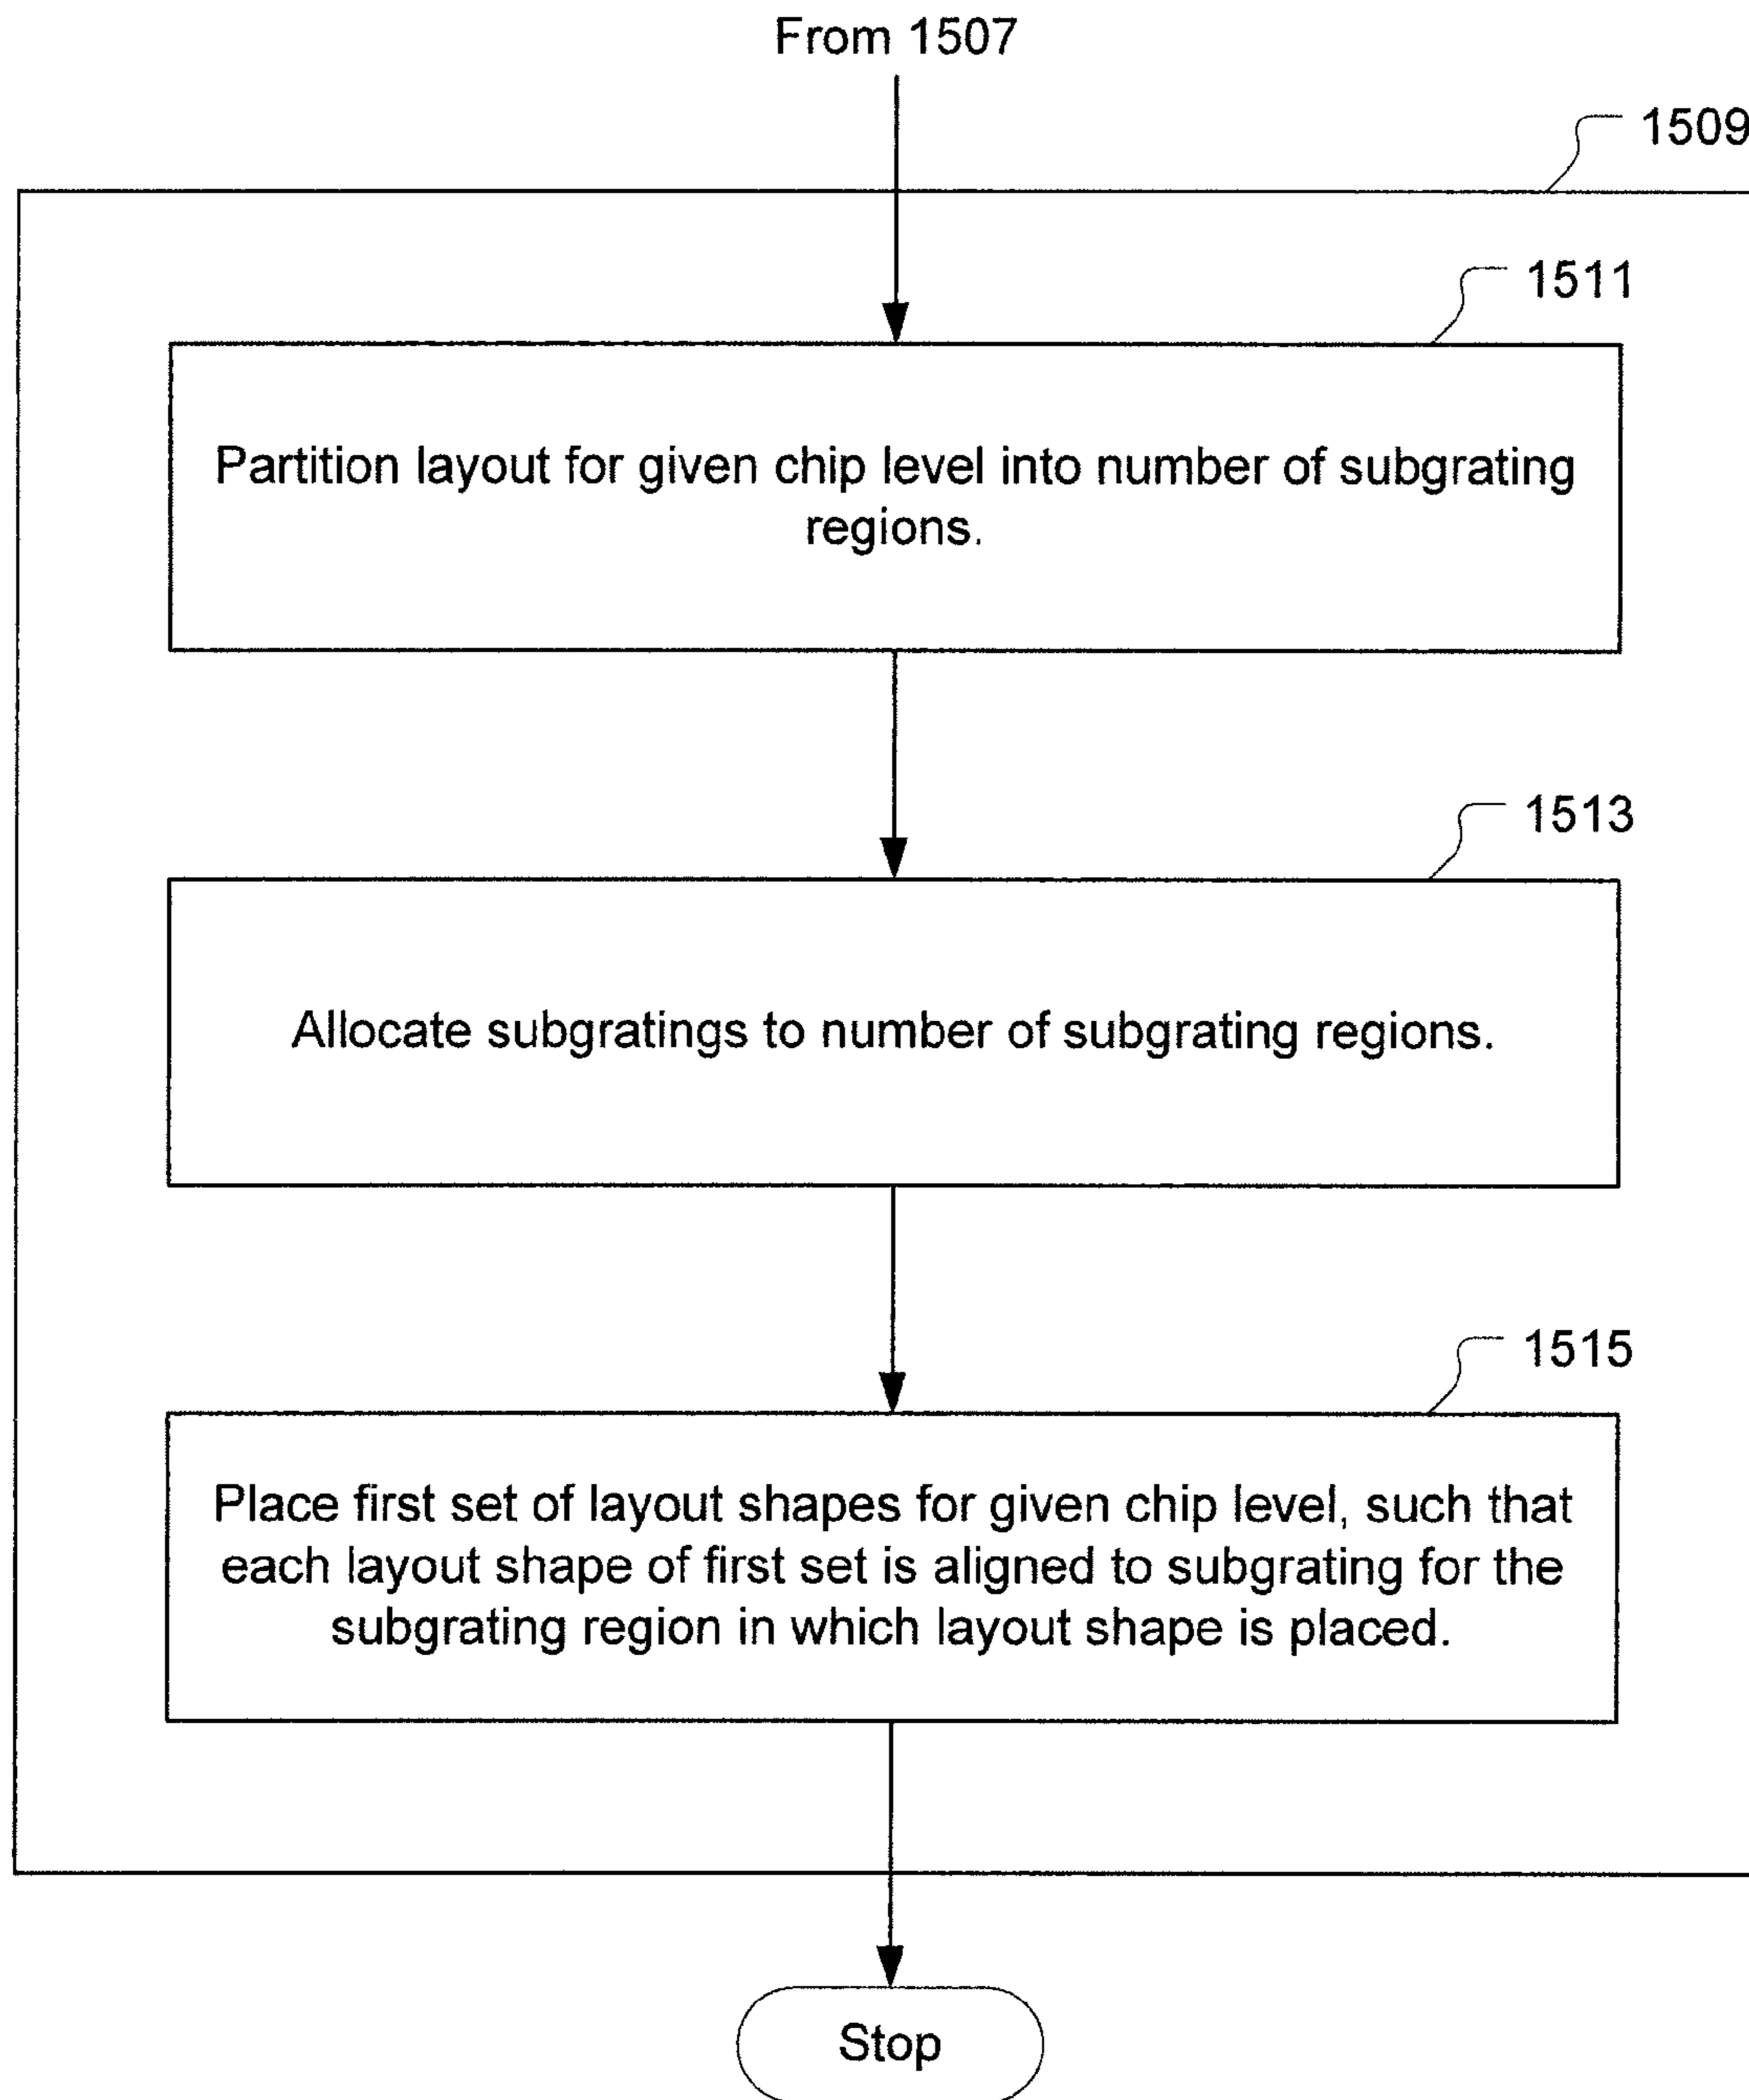 From 1507
1509
1511
Partition layout for given chip level into number of subgrating
regions.
1513
Allocate subgratings to number of subgrating regions.
1515
Place first set of layout shapes for given chip level, such that
each layout shape of first set is aligned to subgrating for the
subgrating region in which layout shape is placed.
Stop